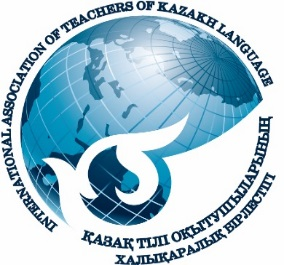 INTERNATIONAL ASSOCIATION OF TEACHERS OF KAZAKH LANGUAGE
ҚАЗАҚ ТІЛІ ОҚЫТУШЫЛАРЫНЫҢ
ХАЛЫҚАРАЛЫҚ БІРЛЕСТІГІ